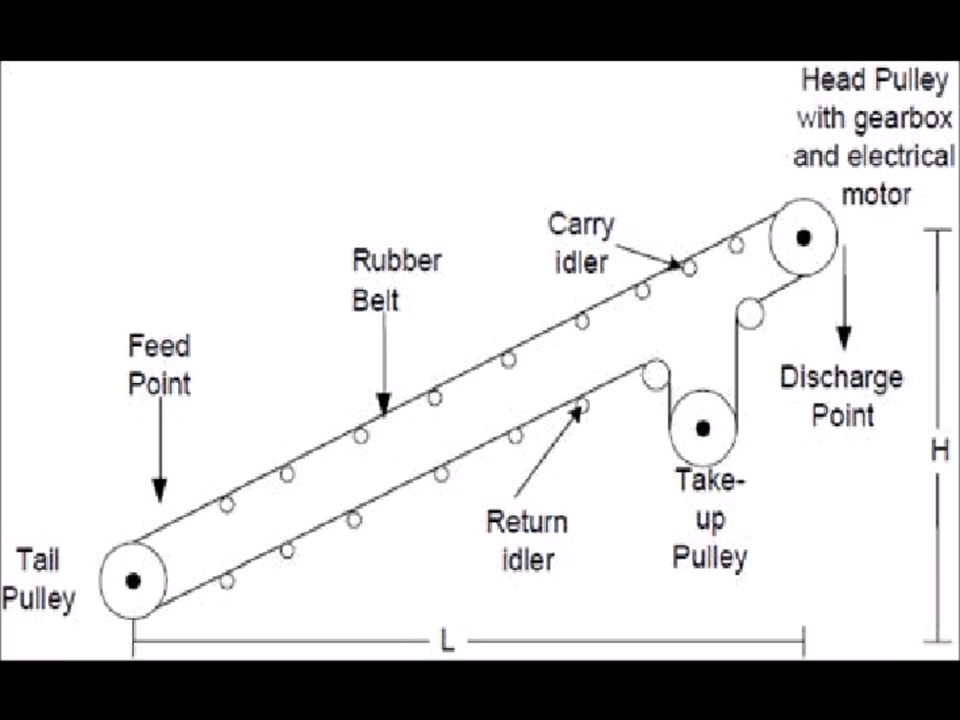 Head Pulley
with gearbox
and electrical
motor
Carry
idler
Rubber
Belt
Feed
Point
Discharge
Point
H
Take-
up
Pulley
Return
idler
Tail
Pulley
L